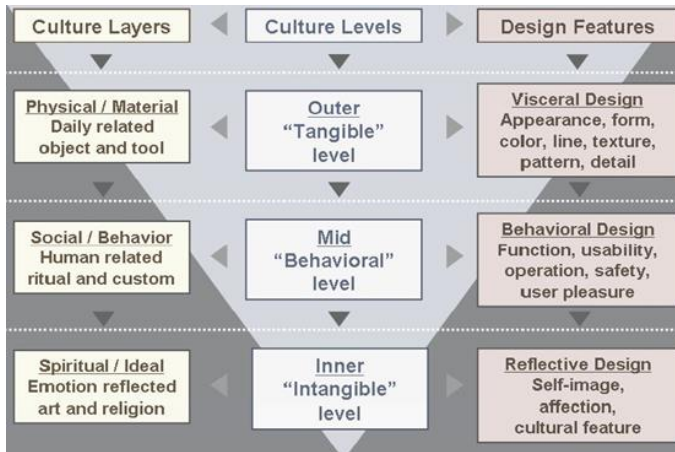 Culture Layers
Culture Levels
Design Features
Physical / Material
Daily related
object and tool
Outer
“Tangible”
level
Visceral Design
Appearance, form,
color, line, texture,
pattern, detail
Social / Behavior
Human related
ritual and custom
Mid
“Behavioral”
level
Behavioral Design
Function, usability,
operation, safety,
user pleasure
Spiritual / Ideal
Emotion reflected
art and religion
Inner
“Intangible”
level
Reflective Design
Self-image,
affection,
cultural feature